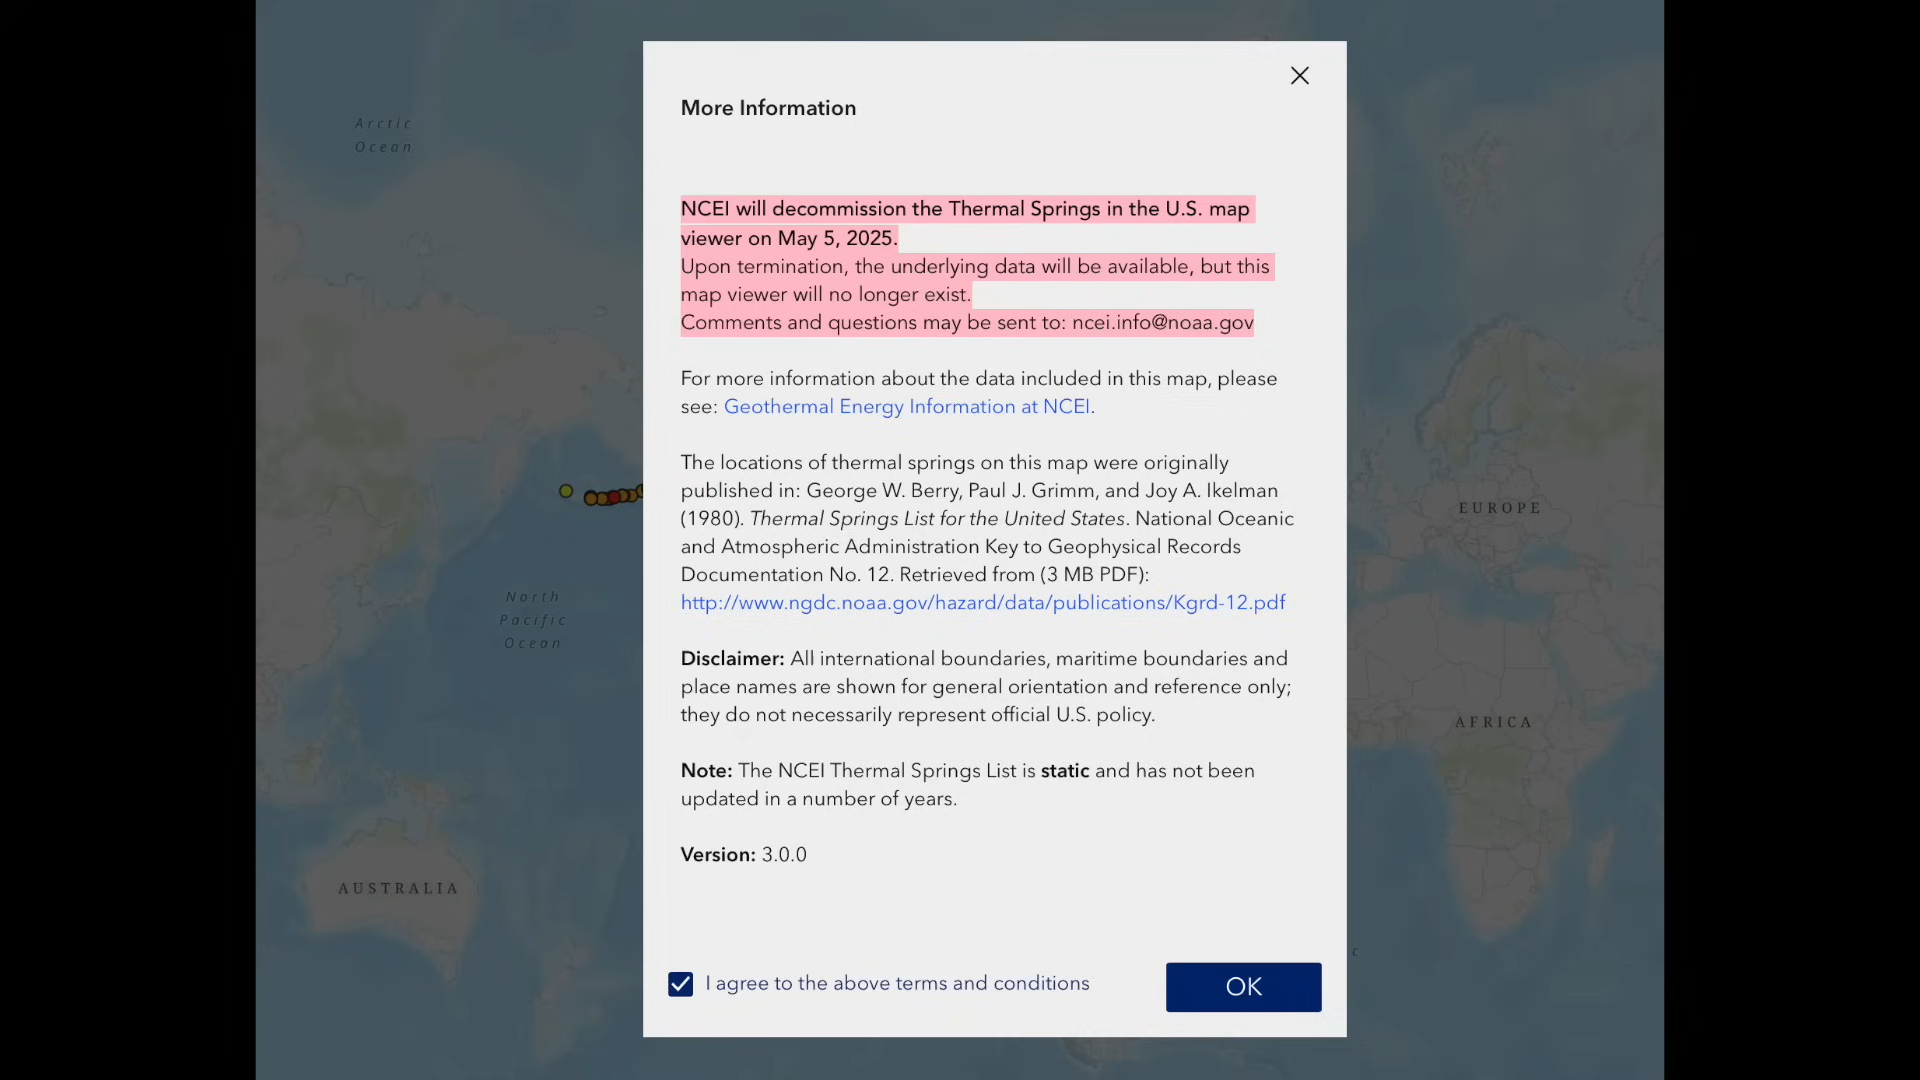 More Information
NCEI will decommission the Thermal Springs in the U.S. map
viewer on May 5, 2025.
Upon termination, the underlying data will be available, but this
map viewer will no longer exist.
Comments and questions may be sent to: ncei.info@noaa.gov
For more information about the data included in this map, please
see: Geothermal Energy Information at NCEI.
The locations of thermal springs on this map were originally
published in: George W. Berry, Paul J. Grimm, and Joy A. Ikelman
(1980). Thermal Springs List for the United States. National Oceanic
and Atmospheric Administration Key to Geophysical Records
Documentation No. 12. Retrieved from (3 MB PDF):
http://www.ngdc.noaa.gov/hazard/data/publications/Kgrd-12.pdf
Disclaimer: All international boundaries, maritime boundaries and
place names are shown for general orientation and reference only;
they do not necessarily represent official U.S. policy.
Note: The NCEI Thermal Springs List is static and has not been
updated in a number of years.
Version: 3.0.0
I agree to the above terms and conditions
OK
Arctic
Ocean
North
Pacific
Ocean
AUSTRALIA
EUROPE
AFRICA